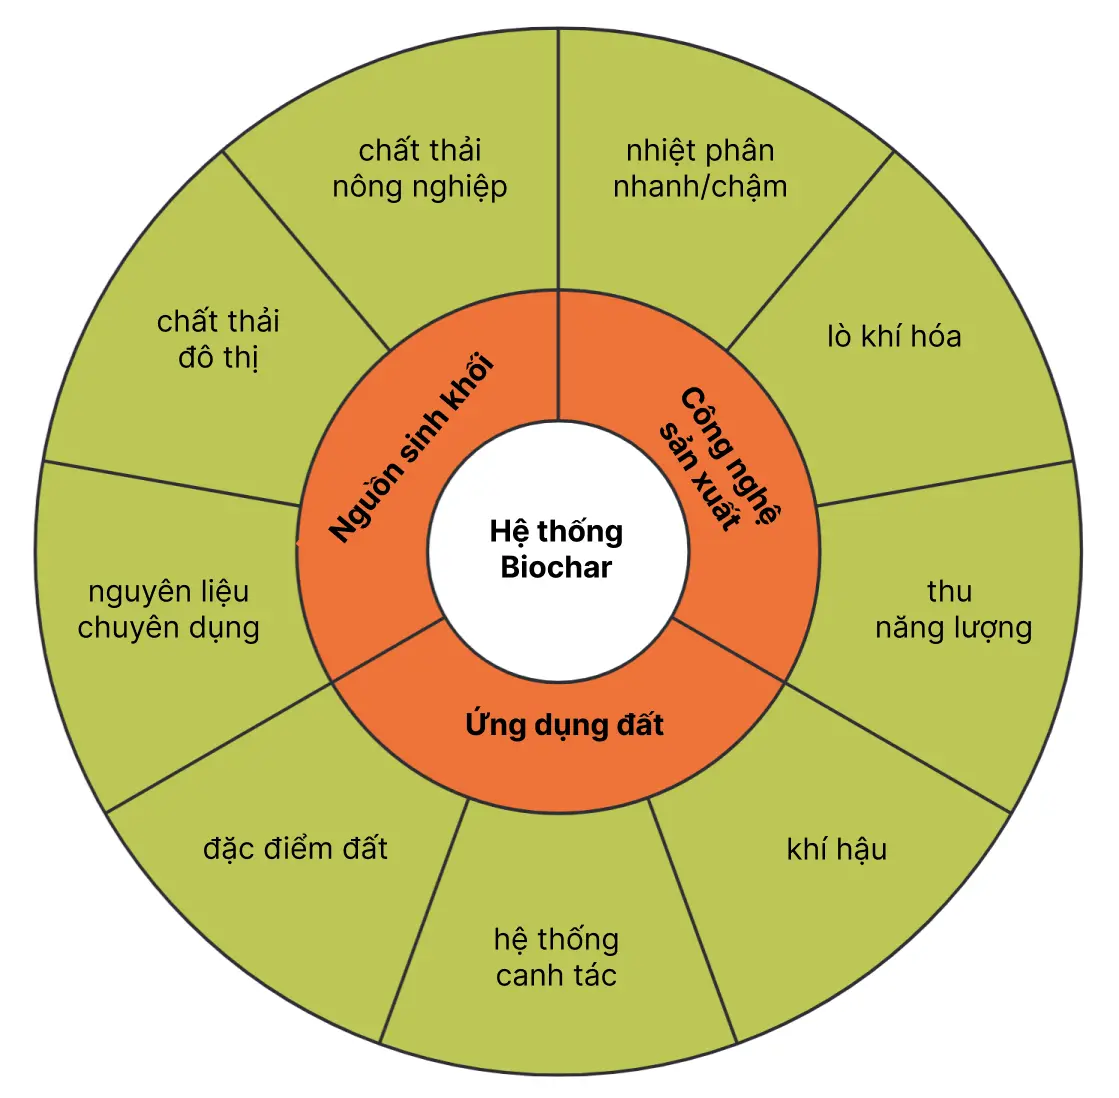 chất thải
nông nghiệp
nhiệt phân
nhanh/chậm
chất thải
đô thị
lò khí hóa
Nguồn sinh khối
Công nghệ
sản xuất
Hệ thống
Biochar
nguyên liệu
chuyên dụng
thu
năng lượng
Ứng dụng đất
đặc điểm đất
khí hậu
hệ thống
canh tác